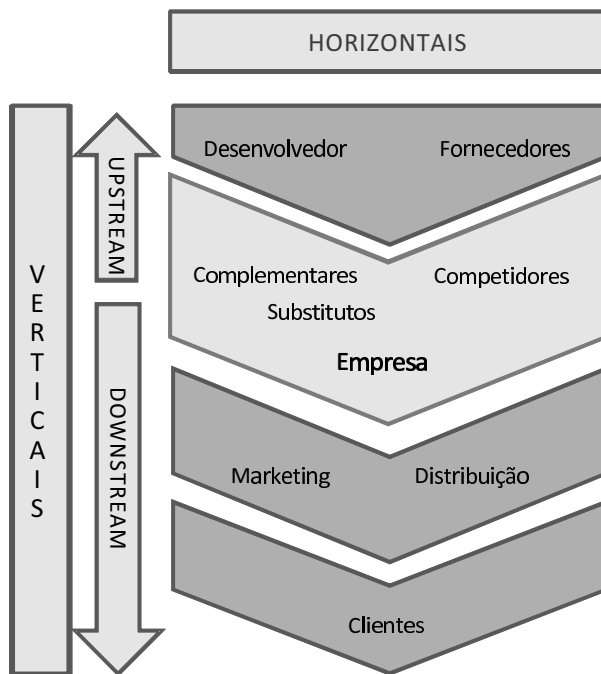 HORIZONTAIS
VERTICAIS
UPSTREAM
DOWNSTREAM
Desenvolvedor Fornecedores
Complementares Competidores
Substitutos
Empresa
Marketing Distribuição
Clientes